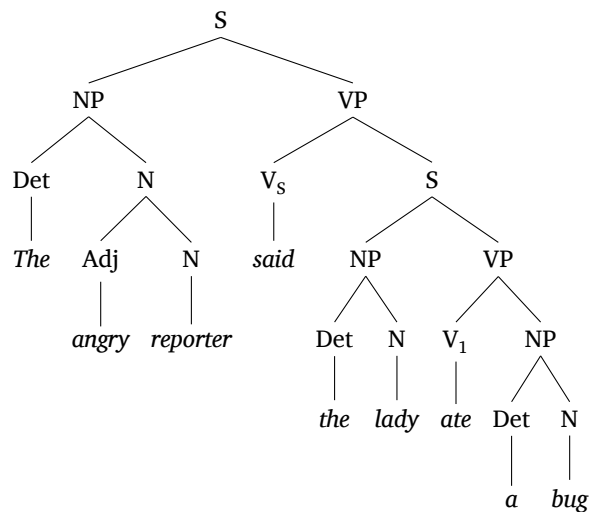 S
NP VP
Det N V_S S
The Adj N said NP VP
angry reporter Det N V_1 NP
the lady ate Det N
a bug